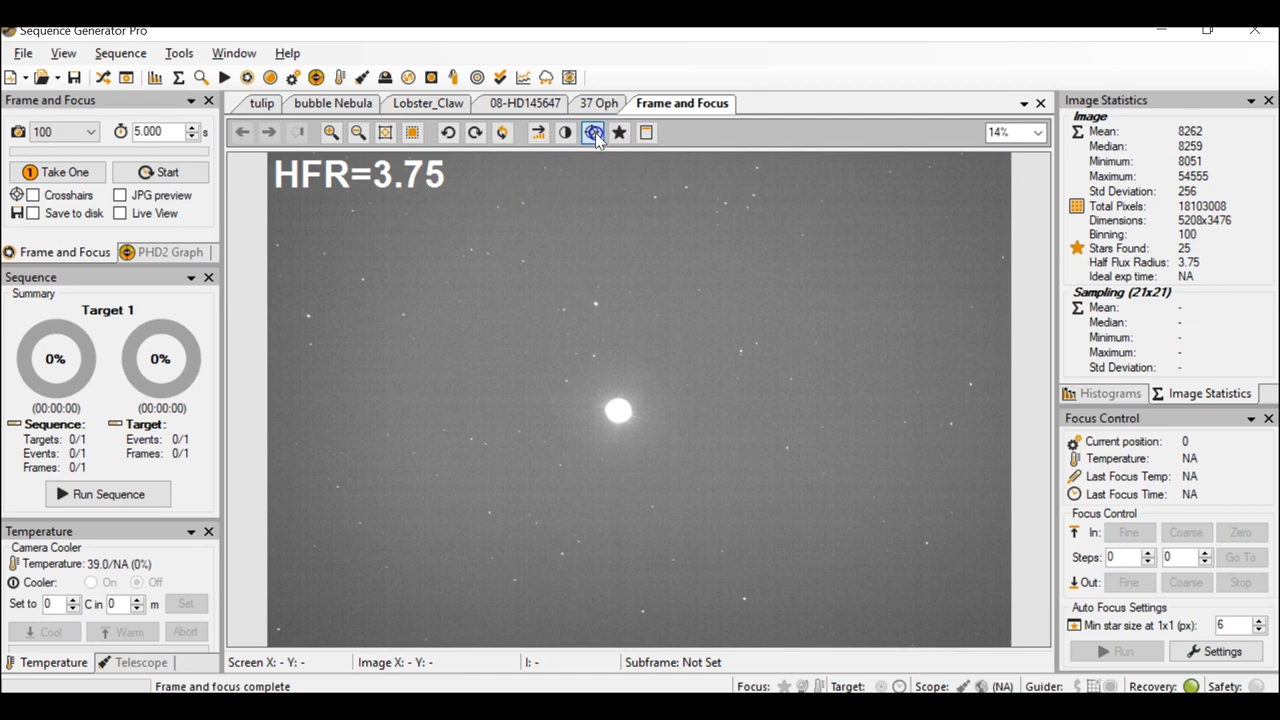 Sequence Generator Pro
File View Sequence Tools Window Help
Frame and Focus
100 5.000 s
Take One Start
Crosshairs JPG preview
Save to disk Live View
Frame and Focus PHD2 Graph
Sequence
Summary
Target 1
0% 0%
(00:00:00) (00:00:00)
Sequence: Target:
Targets: 0/1 Events: 0/1
Events: 0/1 Frames: 0/1
Frames: 0/1
Run Sequence
Temperature
Camera Cooler
Temperature: 39.0/NA (0%)
Cooler: On Off
Set to 0 C in 0 m Set
Cool Warm Abort
Temperature Telescope
tulip bubble Nebula Lobster_Claw 08-HD145647 37 Oph Frame and Focus
14%
HFR=3.75
Screen X: - Y: - Image X: - Y: - I: - Subframe: Not Set
Image Statistics
Image
Mean: 8262
Median: 8259
Minimum: 8051
Maximum: 54555
Std Deviation: 256
Total Pixels: 18103008
Dimensions: 5208x3476
Binning: 100
Stars Found: 25
Half Flux Radius: 3.75
Ideal exp time: NA
Sampling (21x21)
Mean: -
Median: -
Minimum: -
Maximum: -
Std Deviation: -
Histograms Image Statistics
Focus Control
Current position: 0
Temperature: NA
Last Focus Temp: NA
Last Focus Time: NA
Focus Control
In: Fine Coarse Zero
Steps: 0 0 Go To
Out: Fine Coarse Stop
Auto Focus Settings
Min star size at 1x1 (px): 6
Run Settings
Frame and focus complete Focus: Target: Scope: (NA) Guider: Recovery: Safety: